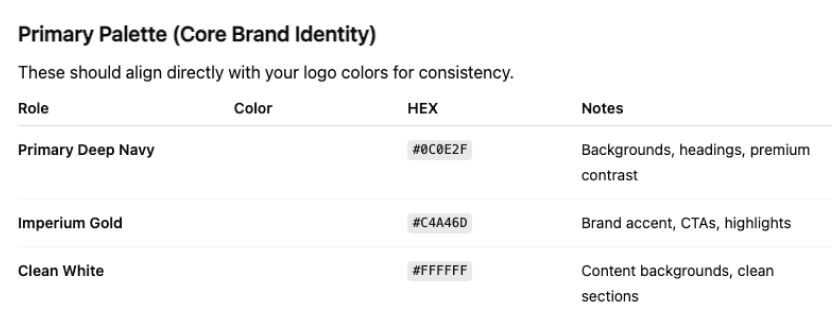 Primary Palette (Core Brand Identity)
These should align directly with your logo colors for consistency.
Role Color HEX Notes
Primary Deep Navy #0C0E2F Backgrounds, headings, premium
contrast
Imperium Gold #C4A46D Brand accent, CTAs, highlights
Clean White #FFFFFF Content backgrounds, clean
sections